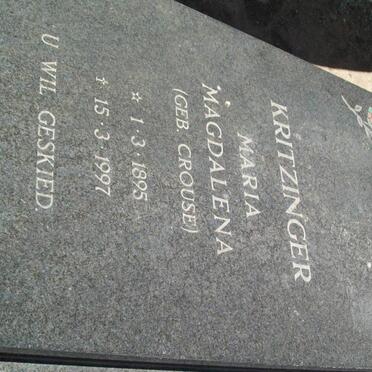 KRITZINGER
MARIA
MAGDALENA
(GEB. CROUSE)
☆ 1.3.1895
✝ 15.3.1997
'U WIL GESKIED.